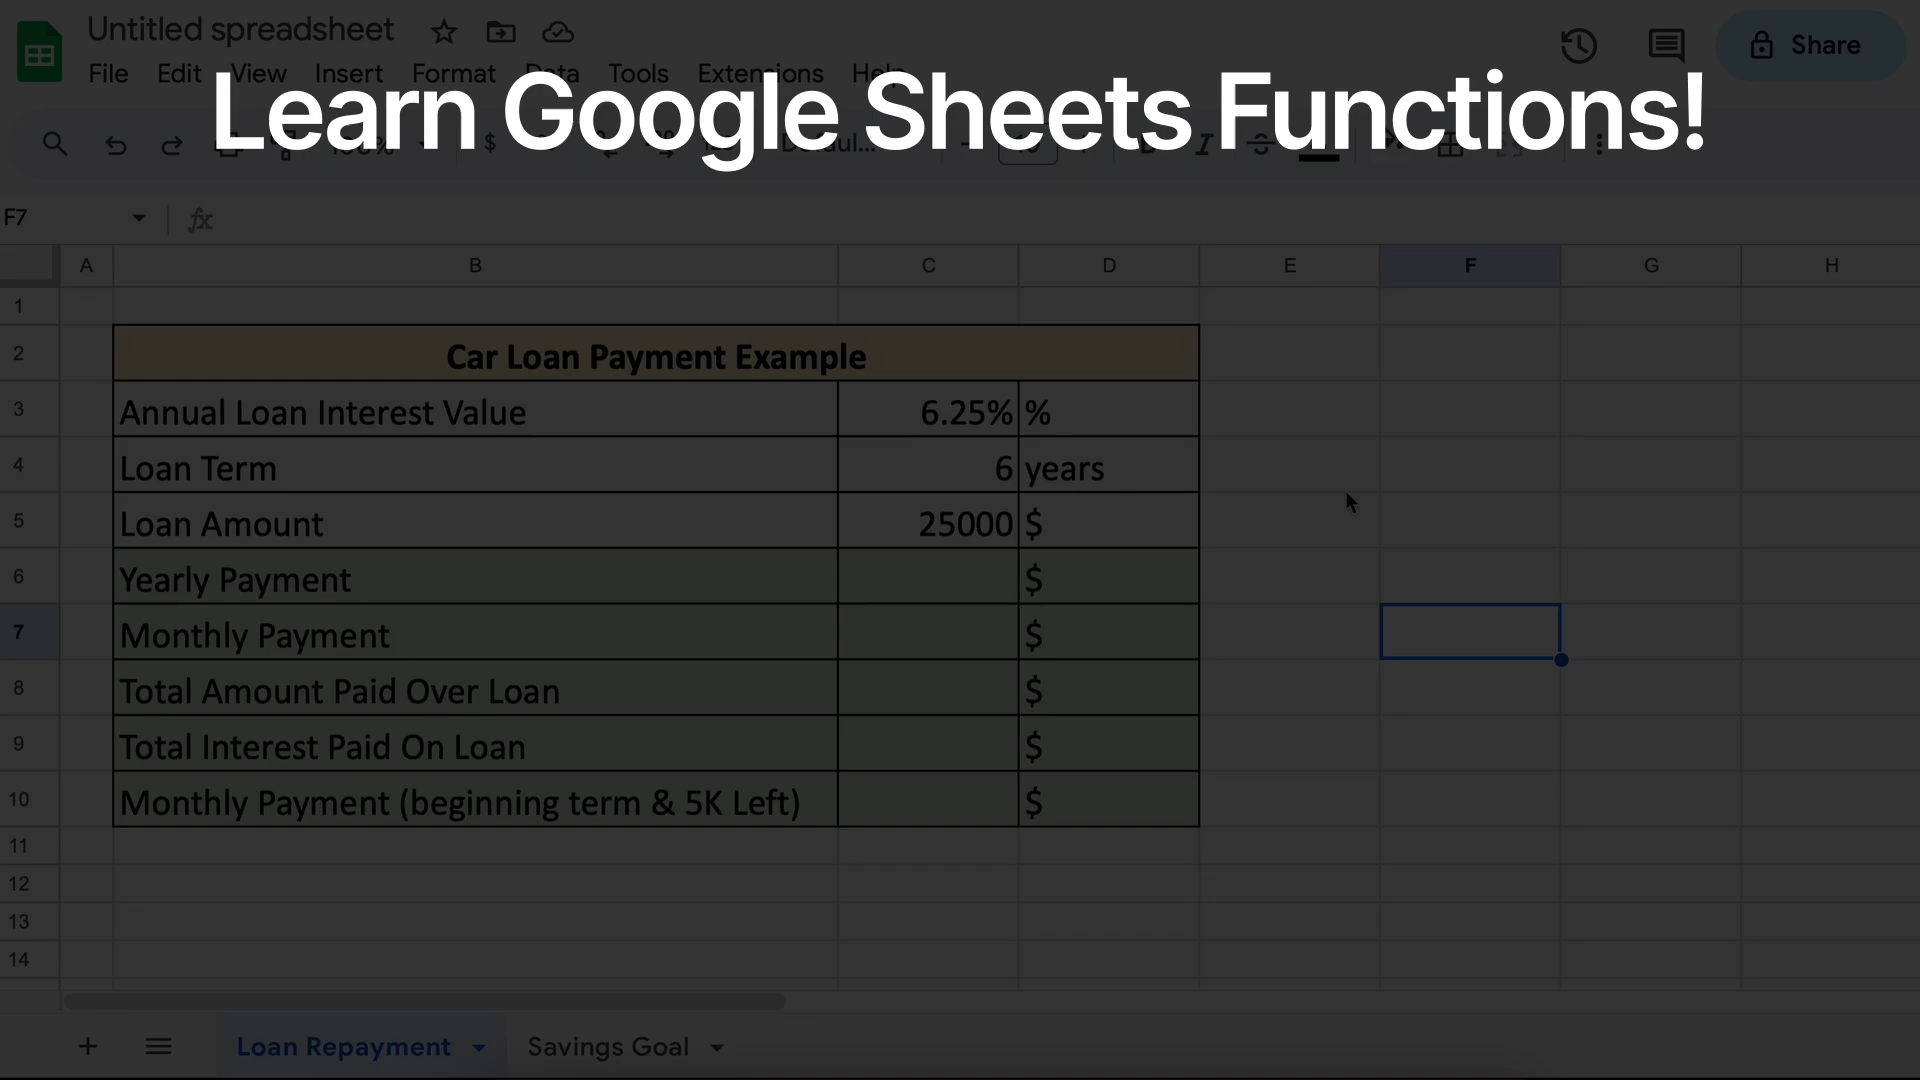 Untitled spreadsheet
Share
File Edit View Insert Format Data Tools Extensions Help
Learn Google Sheets Functions!
F7
A B C D E F G H
1
2 Car Loan Payment Example
3 Annual Loan Interest Value 6.25% %
4 Loan Term 6 years
5 Loan Amount 25000 $
6 Yearly Payment $
7 Monthly Payment $
8 Total Amount Paid Over Loan $
9 Total Interest Paid On Loan $
10 Monthly Payment (beginning term & 5K Left) $
11
12
13
14
Loan Repayment Savings Goal